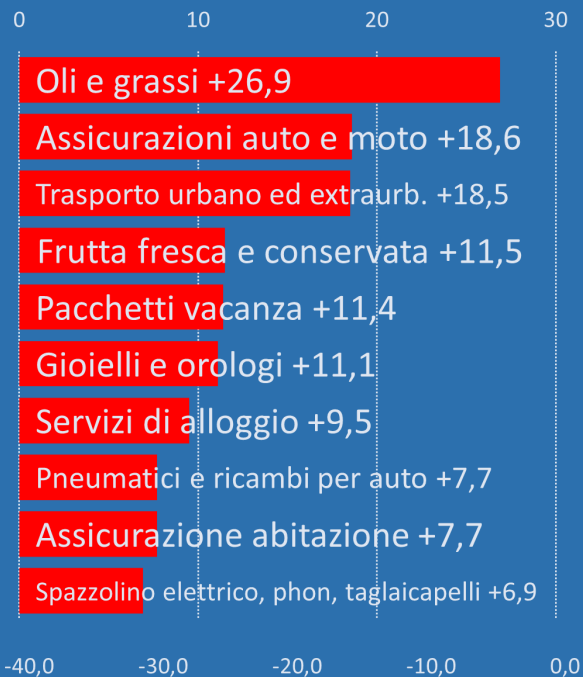 0 10 20 30
Oli e grassi +26,9
Assicurazioni auto e moto +18,6
Trasporto urbano ed extraurb. +18,5
Frutta fresca e conservata +11,5
Pacchetti vacanza +11,4
Gioielli e orologi +11,1
Servizi di alloggio +9,5
Pneumatici e ricambi per auto +7,7
Assicurazione abitazione +7,7
Spazzolino elettrico, phon, taglaicapelli +6,9
-40,0 -30,0 -20,0 -10,0 0,0